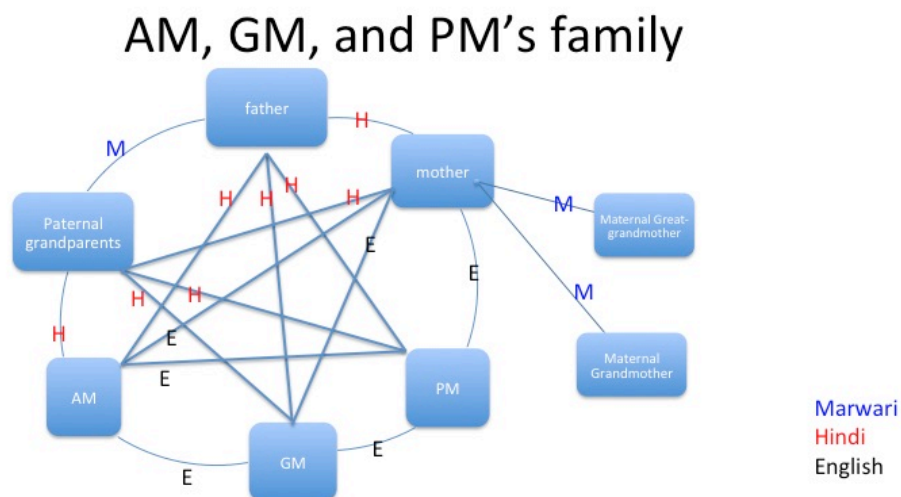 AM, GM, and PM's family
father
H
M
mother
H
H
H
H
Paternal
grandparents
M
Maternal Great-
grandmother
E
E
M
H
H
H
E
E
AM
PM
Maternal
Grandmother
E
E
GM
Marwari
Hindi
English